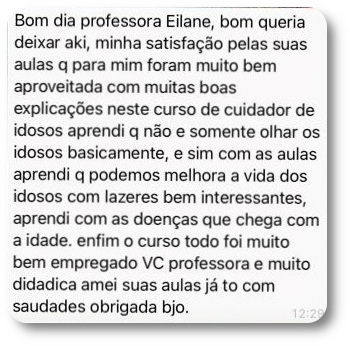 Bom dia professora Eilane, bom queria
deixar aki, minha satisfação pelas suas
aulas q para mim foram muito bem
aproveitada com muitas boas
explicações neste curso de cuidador de
idosos aprendi q não e somente olhar os
idosos basicamente, e sim com as aulas
aprendi q podemos melhora a vida dos
idosos com lazeres bem interessantes,
aprendi com as doenças que chega com
a idade. enfim o curso todo foi muito
bem empregado VC professora e muito
didadica amei suas aulas já to com
saudades obrigada bjo.
12:29